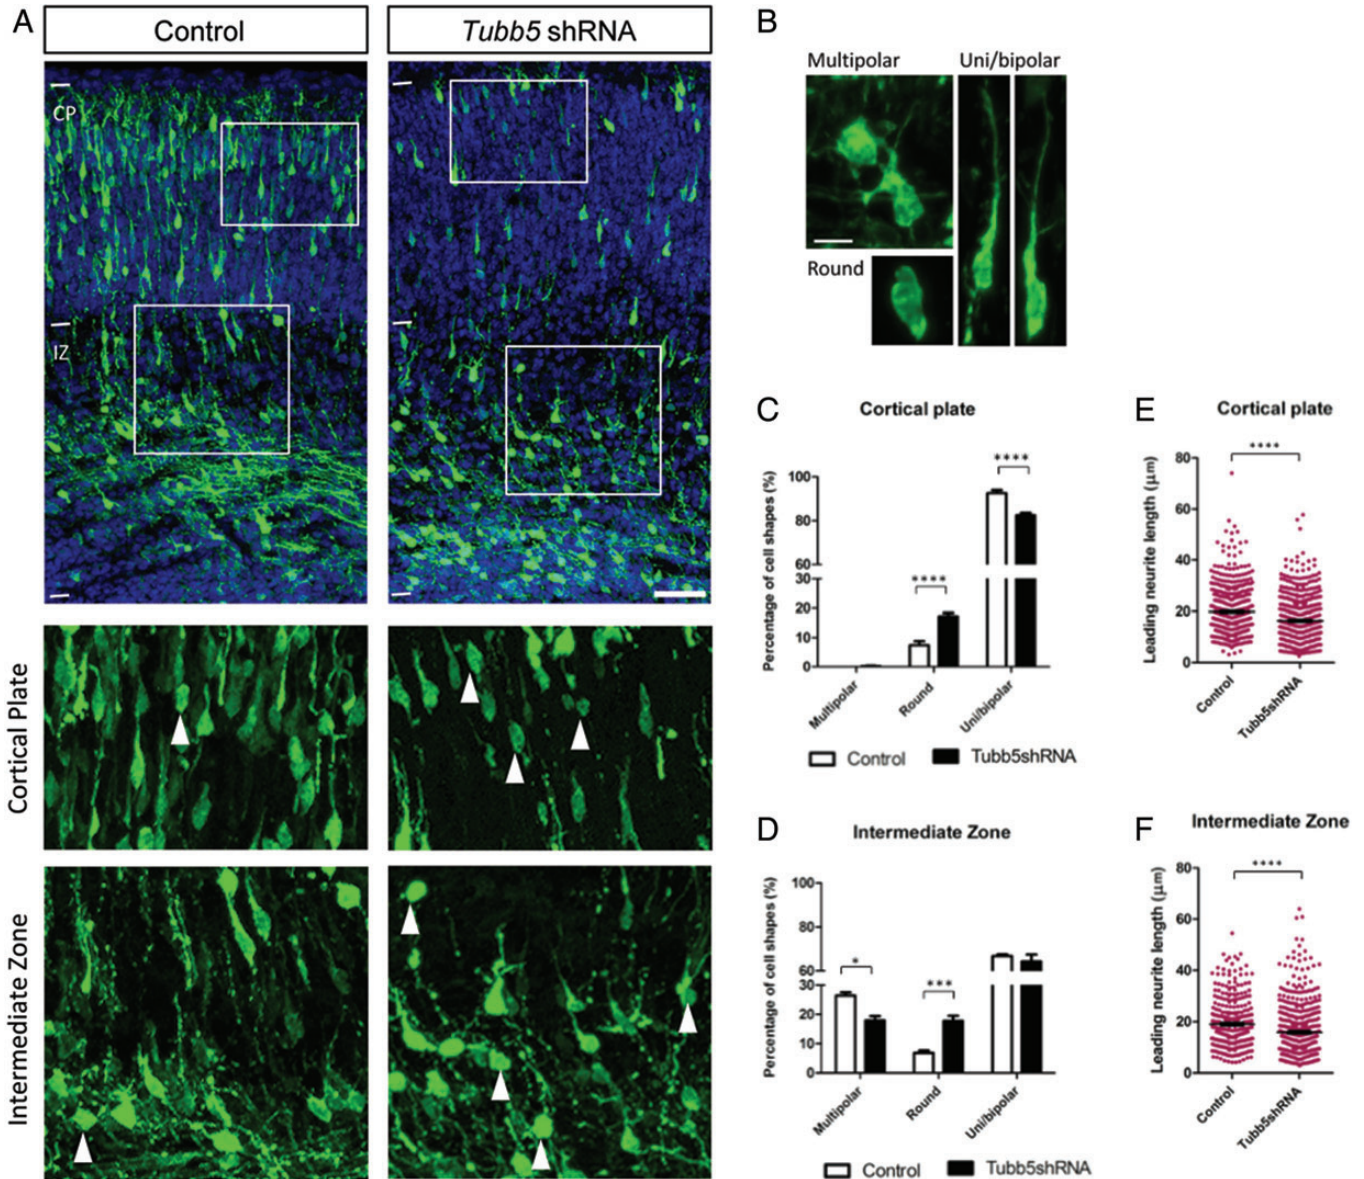 A
Control
Tubb5 shRNA
CP
IZ
Cortical Plate
Intermediate Zone
B
Multipolar
Uni/bipolar
Round
C
Cortical plate
Percentage of cell shapes (%)
100
80
60
30
20
10
0
****
****
Multipolar
Round
Uni/bipolar
Control
Tubb5shRNA
D
Intermediate Zone
Percentage of cell shapes (%)
100
80
60
30
20
10
0
*
***
Multipolar
Round
Uni/bipolar
Control
Tubb5shRNA
E
Cortical plate
Leading neurite length (μm)
80
60
40
20
0
****
Control
Tubb5shRNA
F
Intermediate Zone
Leading neurite length (μm)
80
60
40
20
0
****
Control
Tubb5shRNA